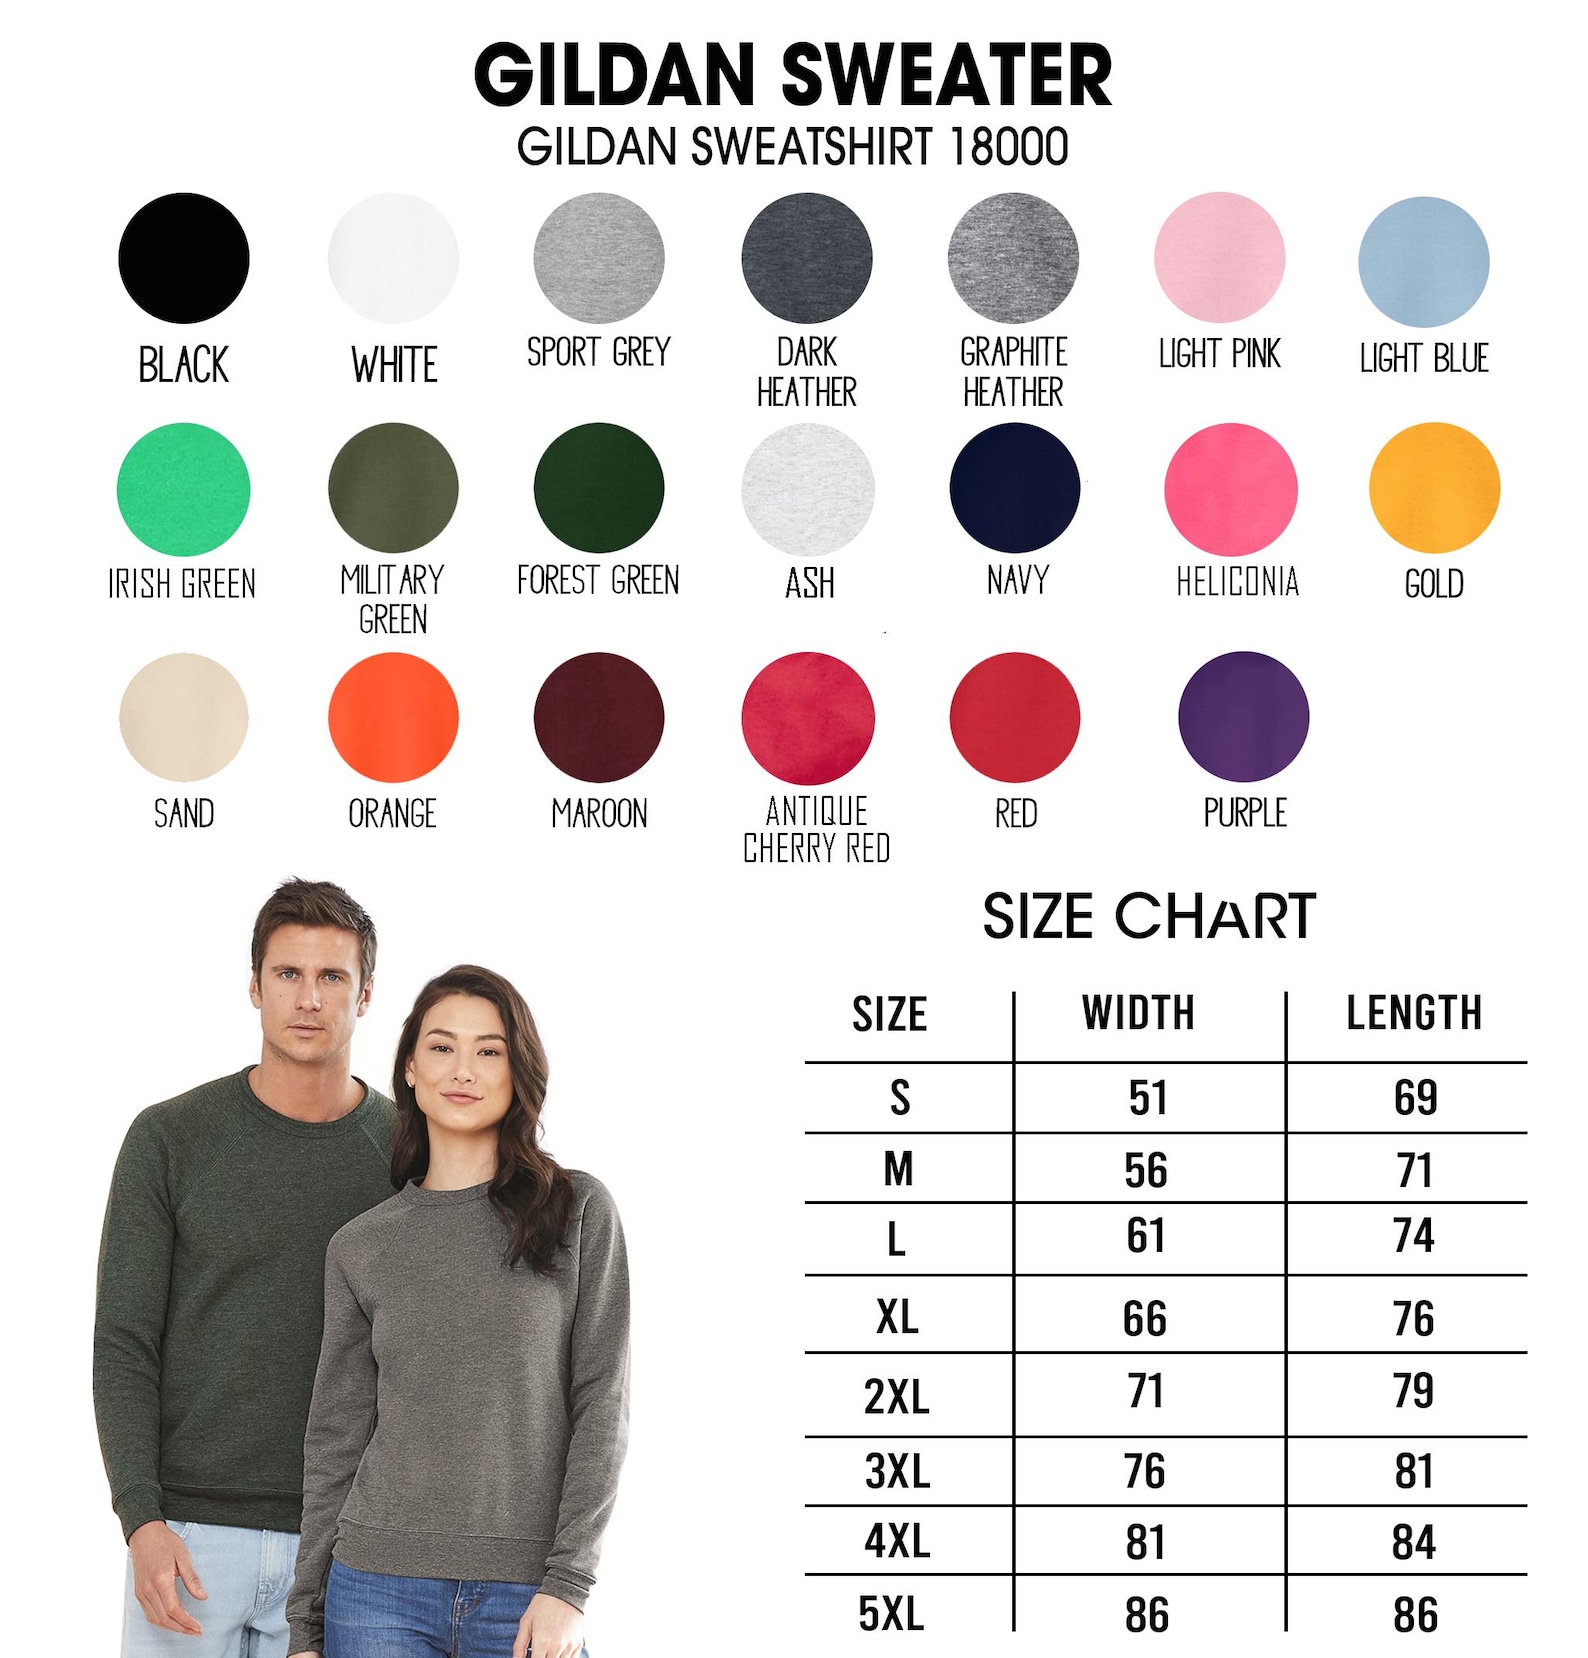 GILDAN SWEATER
GILDAN SWEATSHIRT 18000
BLACK
WHITE
SPORT GREY
DARK
HEATHER
GRAPHITE
HEATHER
LIGHT PINK
LIGHT BLUE
IRISH GREEN
MILITARY
GREEN
FOREST GREEN
ASH
NAVY
HELICONIA
GOLD
SAND
ORANGE
MAROON
ANTIQUE
CHERRY RED
RED
PURPLE
SIZE CHART
SIZE WIDTH LENGTH
S 51 69
M 56 71
L 61 74
XL 66 76
2XL 71 79
3XL 76 81
4XL 81 84
5XL 86 86